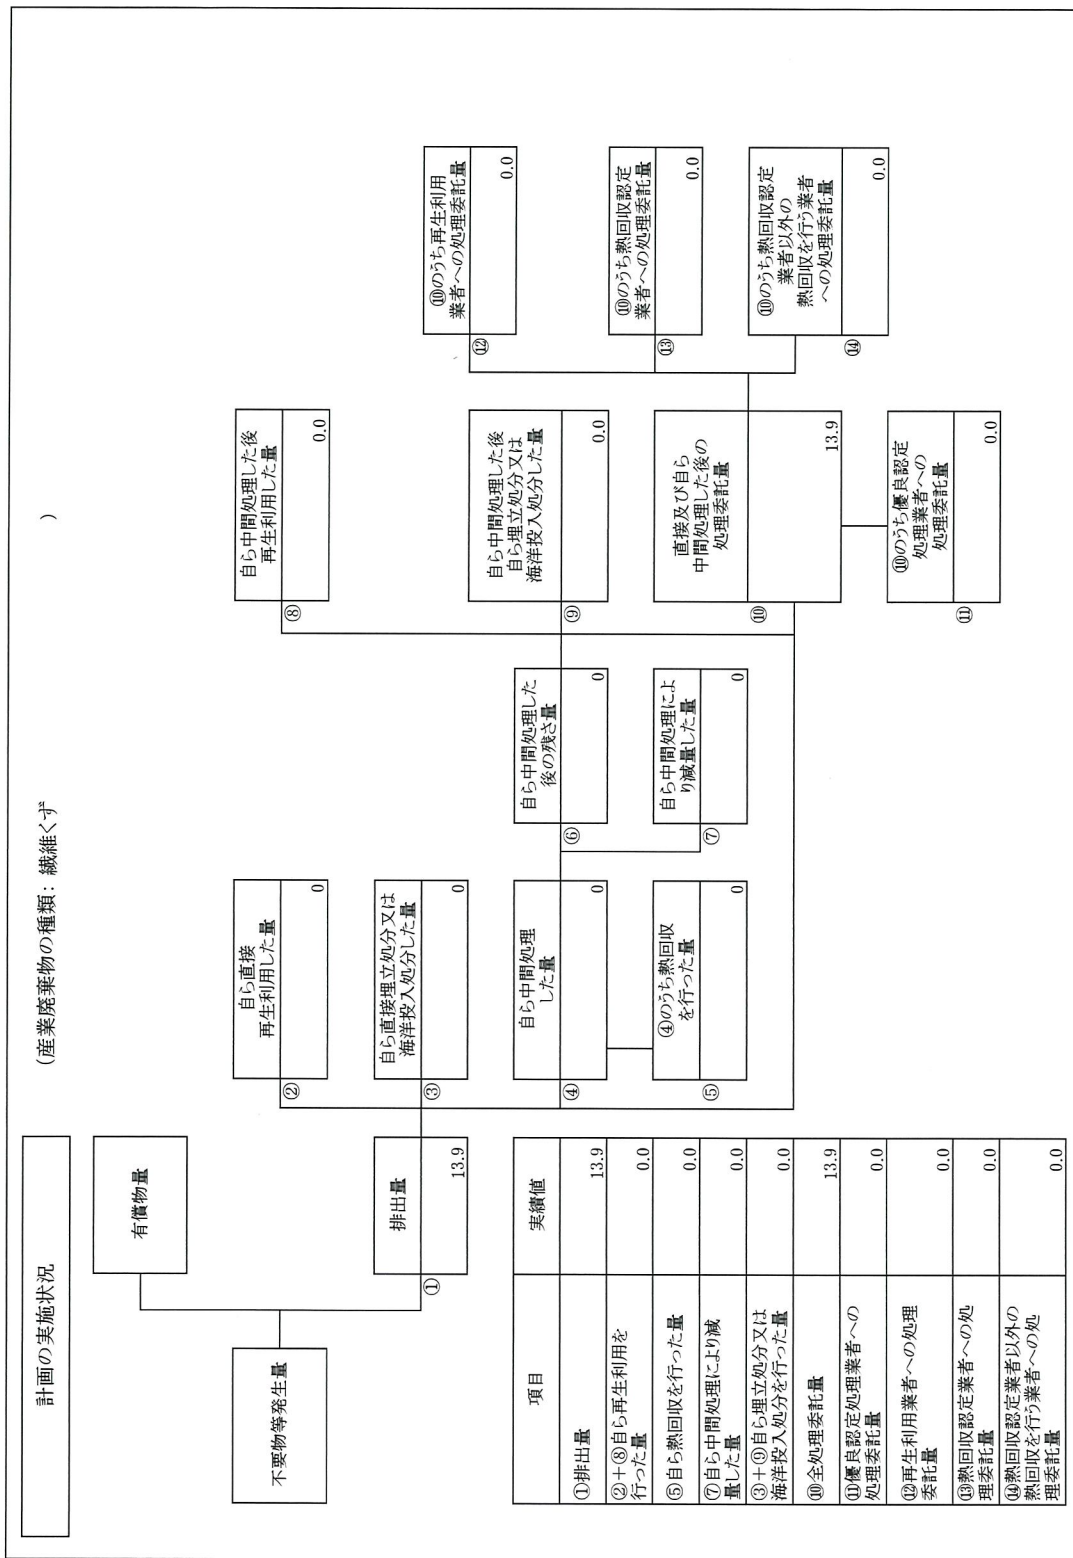 計画の実施状況
(産業廃棄物の種類: 繊維くず )
不要物等発生量
有償物量
排出量
①
13.9
②
自ら直接
再生利用した量
0
③
自ら直接埋立処分又は
海洋投入処分した量
0
④
自ら中間処理
した量
0
⑤
④のうち熱回収
を行った量
0
⑥
自ら中間処理した
後の残さ量
0
⑦
自ら中間処理によ
り減量した量
0
⑧
自ら中間処理した後
再生利用した量
0.0
⑨
自ら中間処理した後
自ら埋立処分又は
海洋投入処分した量
0.0
⑩
直接及び自ら
中間処理した後の
処理委託量
13.9
⑪
⑩のうち優良認定
処理業者への
処理委託量
0.0
⑫
⑩のうち再生利用
業者への処理委託量
0.0
⑬
⑩のうち熱回収認定
業者への処理委託量
0.0
⑭
⑩のうち熱回収認定
業者以外の
熱回収を行う業者
への処理委託量
0.0
項目 実績値
①排出量 13.9
②+⑧自ら再生利用を
行った量 0.0
⑤自ら熱回収を行った量 0.0
⑦自ら中間処理により減
量した量 0.0
③+⑨自ら埋立処分又は
海洋投入処分を行った量 0.0
⑩全処理委託量 13.9
⑪優良認定処理業者への
処理委託量 0.0
⑫再生利用業者への処理
委託量 0.0
⑬熱回収認定業者への処
理委託量 0.0
⑭熱回収認定業者以外の
熱回収を行う業者への処
理委託量 0.0